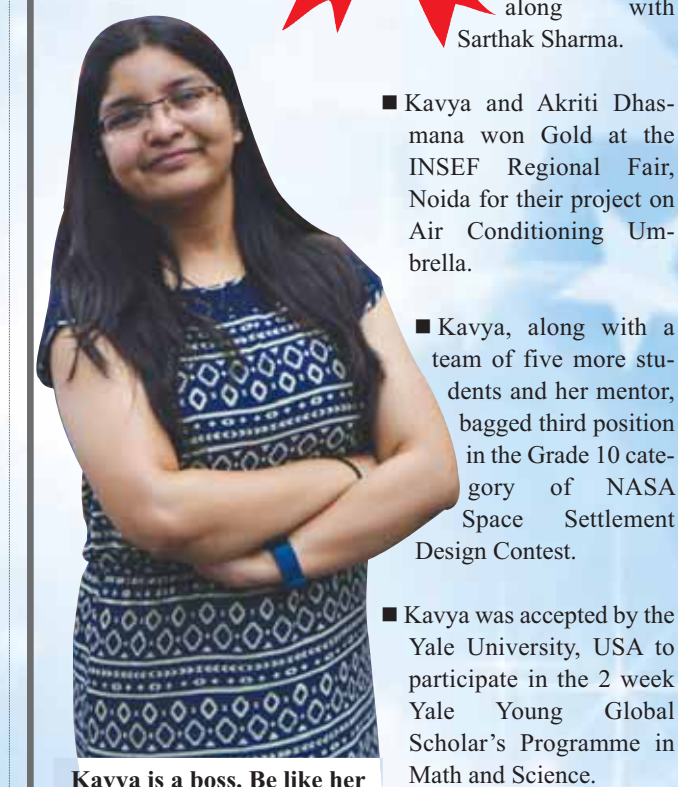 along with
Sarthak Sharma.
■ Kavya and Akriti Dhas-
mana won Gold at the
INSEF Regional Fair,
Noida for their project on
Air Conditioning Um-
brella.
■ Kavya, along with a
team of five more stu-
dents and her mentor,
bagged third position
in the Grade 10 cate-
gory of NASA
Space Settlement
Design Contest.
■ Kavya was accepted by the
Yale University, USA to
participate in the 2 week
Yale Young Global
Scholar's Programme in
Math and Science.
Kavya is a boss. Be like her